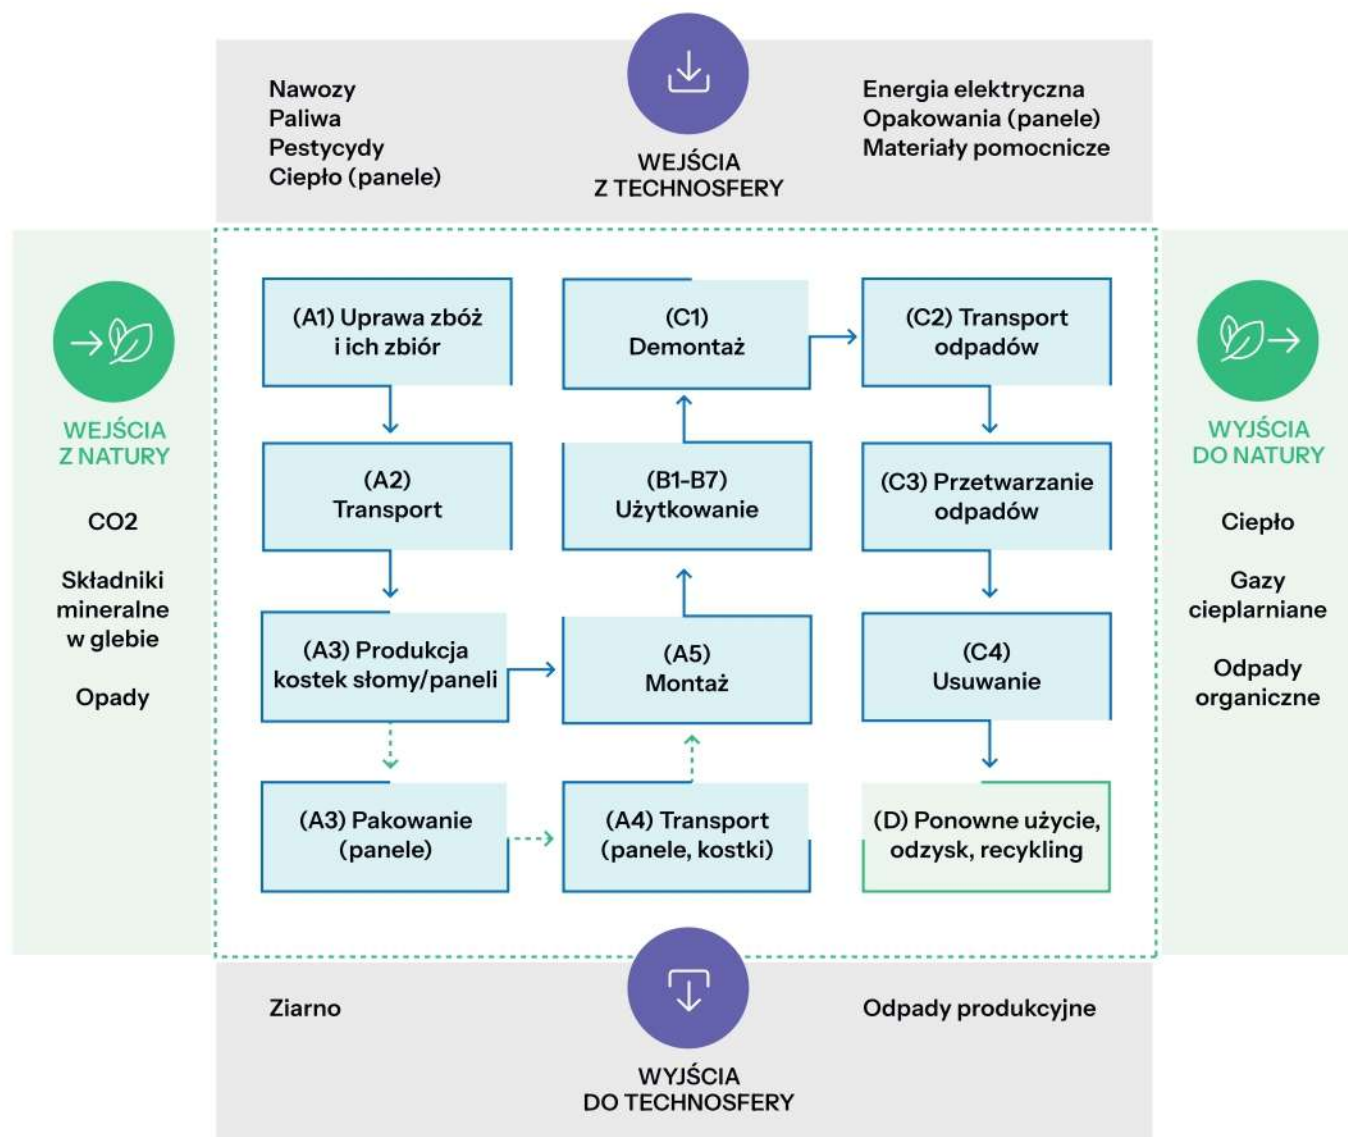 Nawozy
Paliwa
Pestycydy
Ciepło (panele)
WEJŚCIA
Z TECHNOSFERY
Energia elektryczna
Opakowania (panele)
Materiały pomocnicze
WEJŚCIA
Z NATURY
CO2
Składniki
mineralne
w glebie
Opady
(A1) Uprawa zbóż
i ich zbiór
(A2)
Transport
(A3) Produkcja
kostek słomy/paneli
(A3) Pakowanie
(panele)
(C1)
Demontaż
(B1-B7)
Użytkowanie
(A5)
Montaż
(A4) Transport
(panele, kostki)
(C2) Transport
odpadów
(C3) Przetwarzanie
odpadów
(C4)
Usuwanie
(D) Ponowne użycie,
odzysk, recykling
WYJŚCIA
DO NATURY
Ciepło
Gazy
cieplarniane
Odpady
organiczne
Ziarno
WYJŚCIA
DO TECHNOSFERY
Odpady produkcyjne